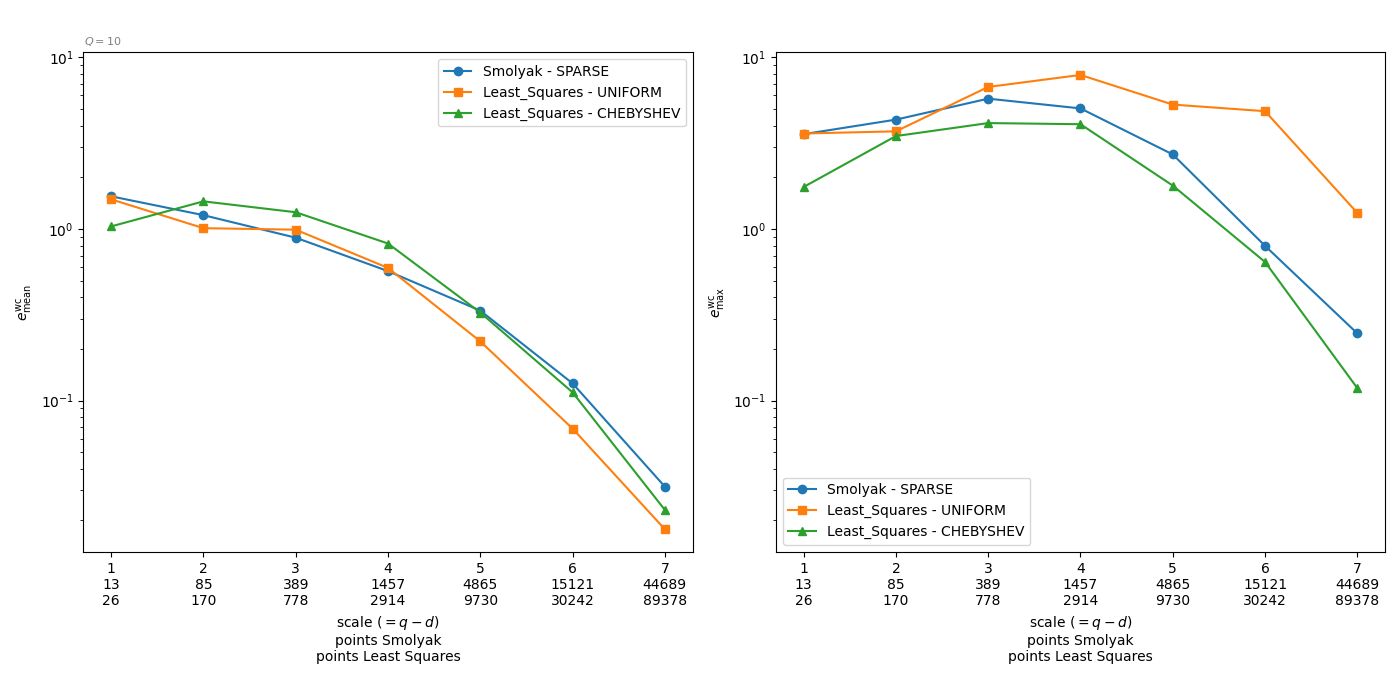 Q = 10
10¹
10⁰
10⁻¹
e^wc_mean
Smolyak - SPARSE
Least_Squares - UNIFORM
Least_Squares - CHEBYSHEV
1 2 3 4 5 6 7
13 85 389 1457 4865 15121 44689
26 170 778 2914 9730 30242 89378
scale (= q − d)
points Smolyak
points Least Squares
10¹
10⁰
10⁻¹
e^wc_max
Smolyak - SPARSE
Least_Squares - UNIFORM
Least_Squares - CHEBYSHEV
1 2 3 4 5 6 7
13 85 389 1457 4865 15121 44689
26 170 778 2914 9730 30242 89378
scale (= q − d)
points Smolyak
points Least Squares